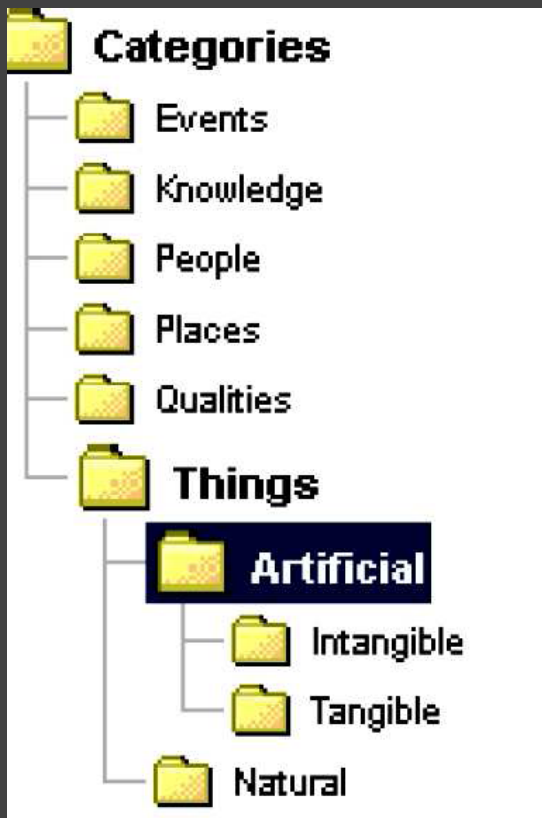 Categories
Events
Knowledge
People
Places
Qualities
Things
Artificial
Intangible
Tangible
Natural